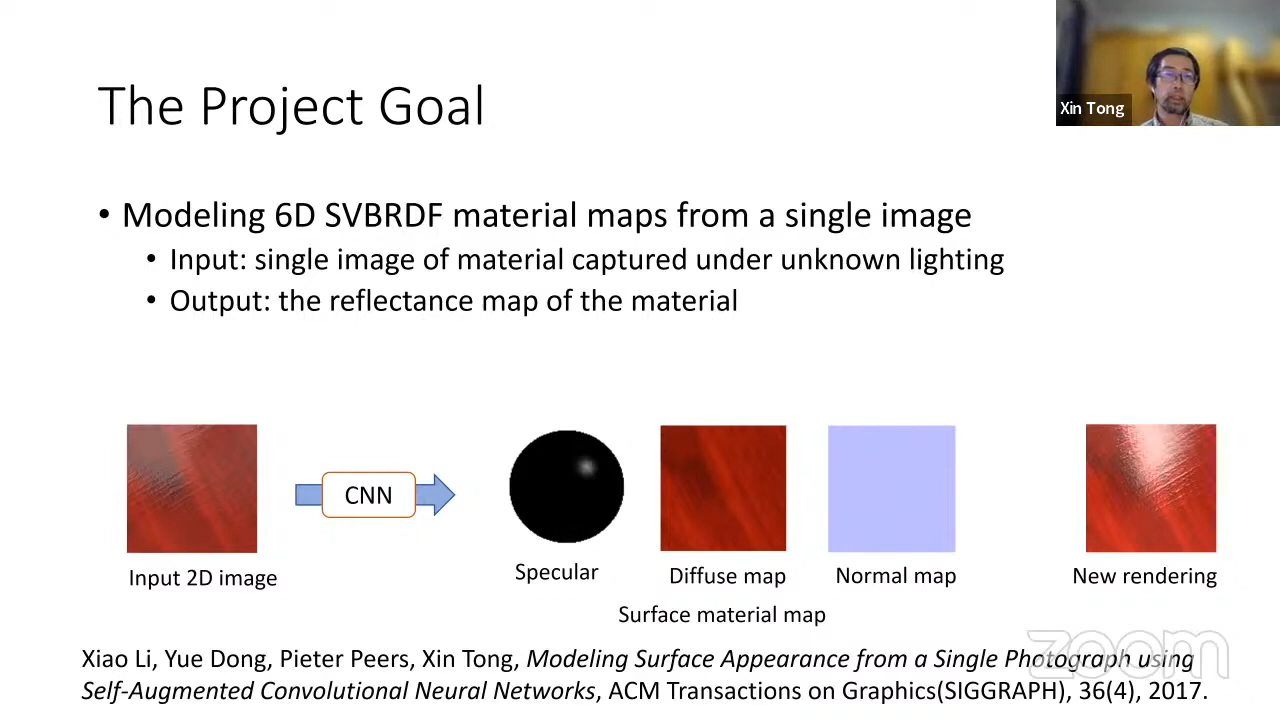 The Project Goal
Xin Tong
• Modeling 6D SVBRDF material maps from a single image
• Input: single image of material captured under unknown lighting
• Output: the reflectance map of the material
CNN
Input 2D image
Specular
Diffuse map
Normal map
New rendering
Surface material map
Xiao Li, Yue Dong, Pieter Peers, Xin Tong, Modeling Surface Appearance from a Single Photograph using
Self-Augmented Convolutional Neural Networks, ACM Transactions on Graphics(SIGGRAPH), 36(4), 2017.
zoom